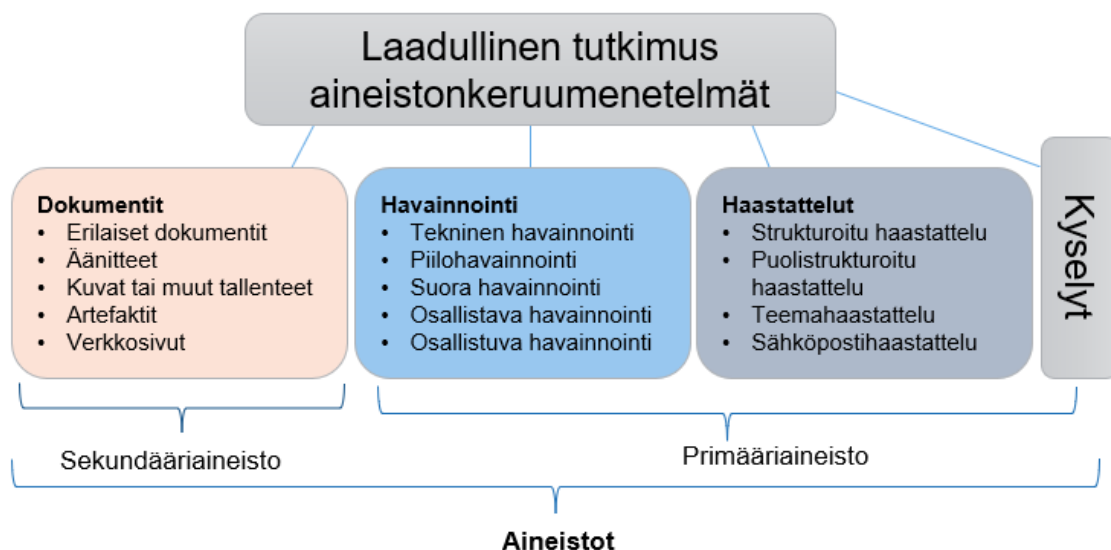 Laadullinen tutkimus
aineistonkeruumenetelmät
Dokumentit
• Erilaiset dokumentit
• Äänitteet
• Kuvat tai muut tallenteet
• Artefaktit
• Verkkosivut
Havainnointi
• Tekninen havainnointi
• Piilohavainnointi
• Suora havainnointi
• Osallistava havainnointi
• Osallistuva havainnointi
Haastattelut
• Strukturoitu haastattelu
• Puolistrukturoitu
haastattelu
• Teemahaastattelu
• Sähköpostihaastattelu
Kyselyt
Sekundääriaineisto
Primääriaineisto
Aineistot